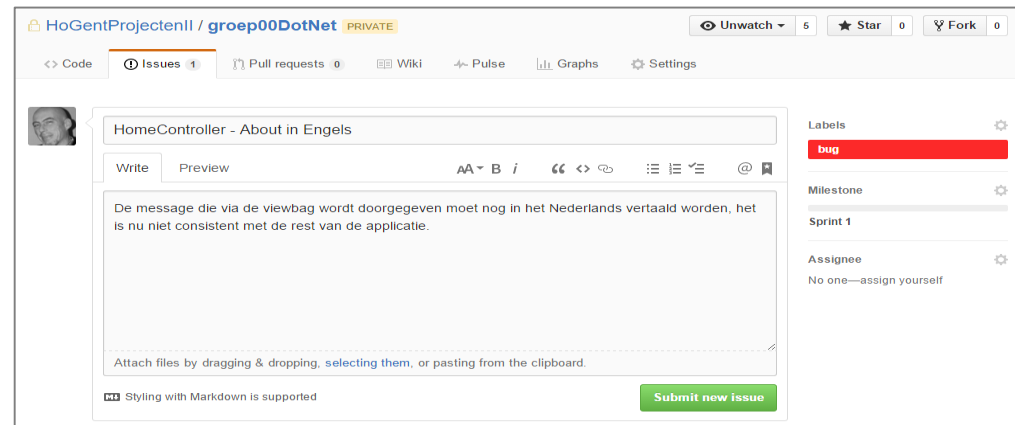 HoGentProjectenII / groep00DotNet PRIVATE
Unwatch 5 Star 0 Fork 0
Code Issues 1 Pull requests 0 Wiki Pulse Graphs Settings
HomeController - About in Engels
Write Preview AA B i @
De message die via de viewbag wordt doorgegeven moet nog in het Nederlands vertaald worden, het
is nu niet consistent met de rest van de applicatie.
Attach files by dragging & dropping, selecting them, or pasting from the clipboard.
Styling with Markdown is supported
Submit new issue
Labels
bug
Milestone
Sprint 1
Assignee
No one—assign yourself